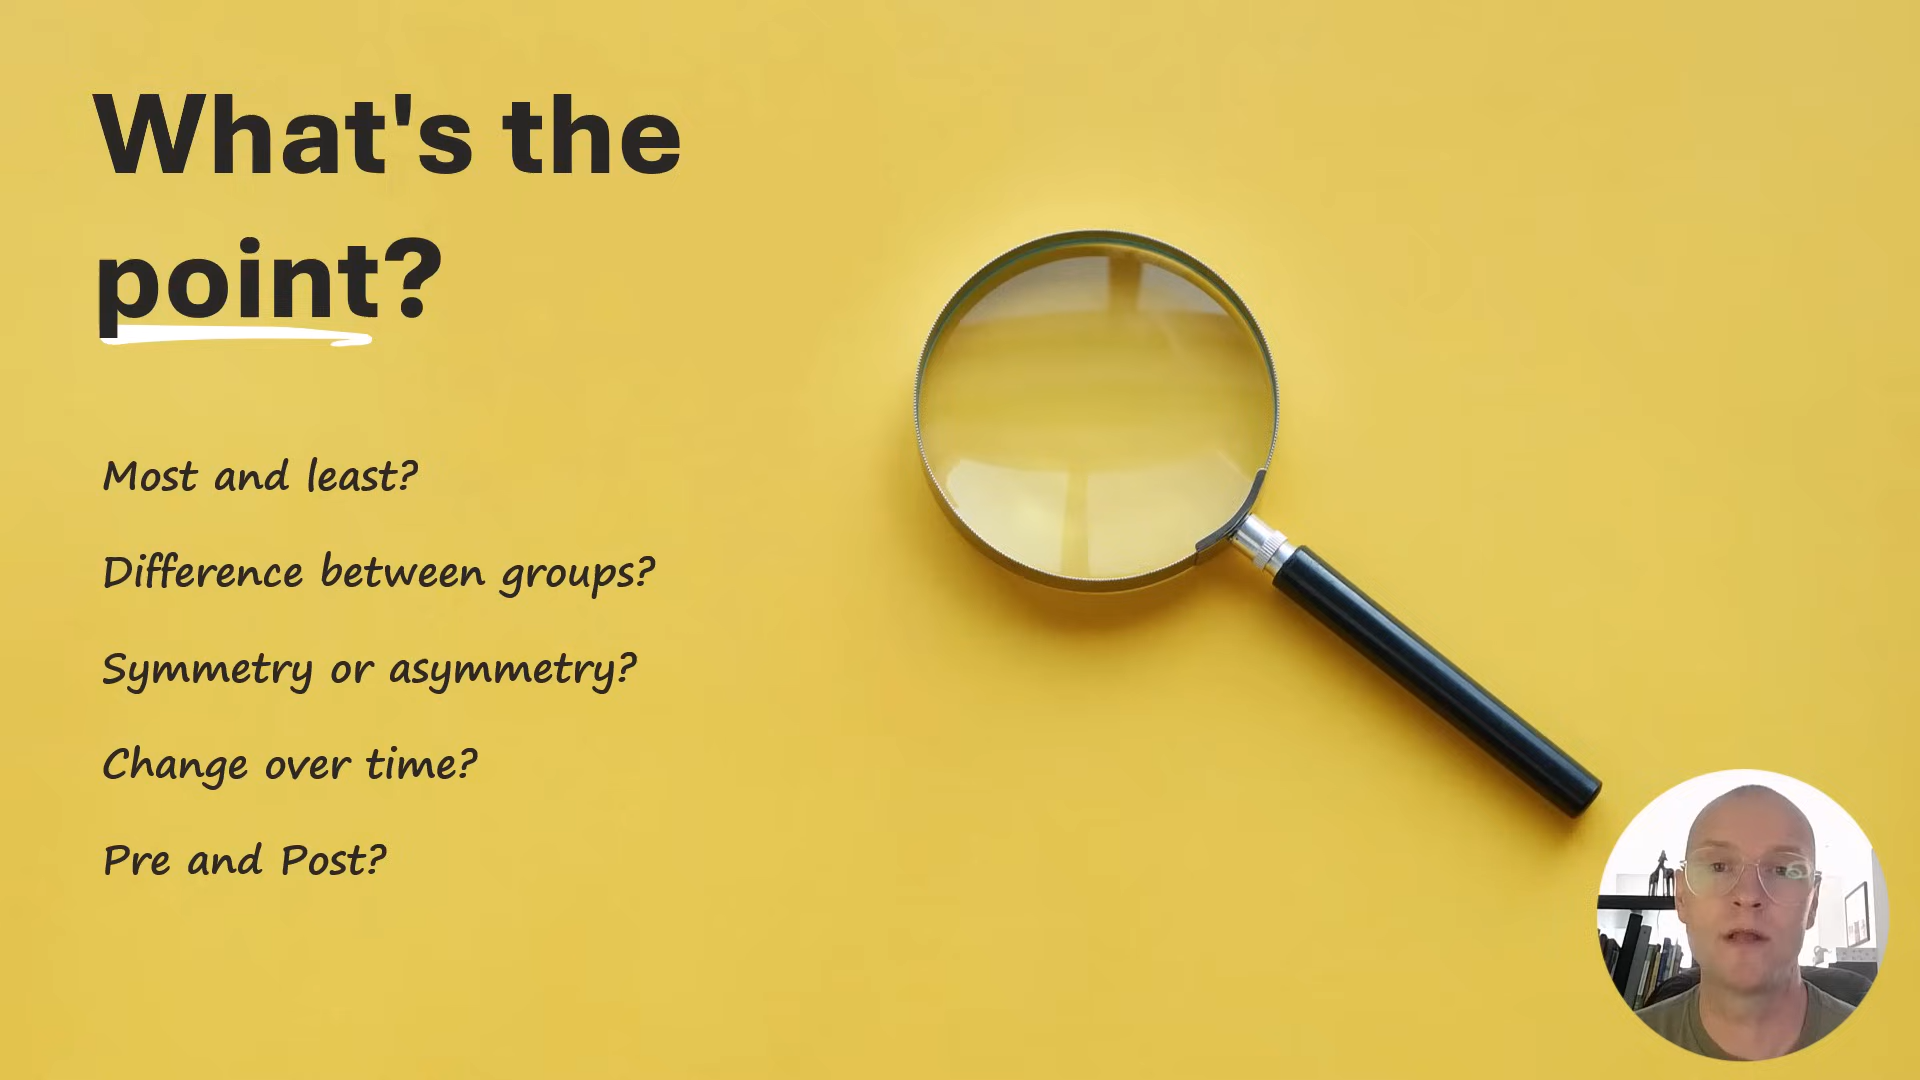 What's the
point?
Most and least?
Difference between groups?
Symmetry or asymmetry?
Change over time?
Pre and Post?